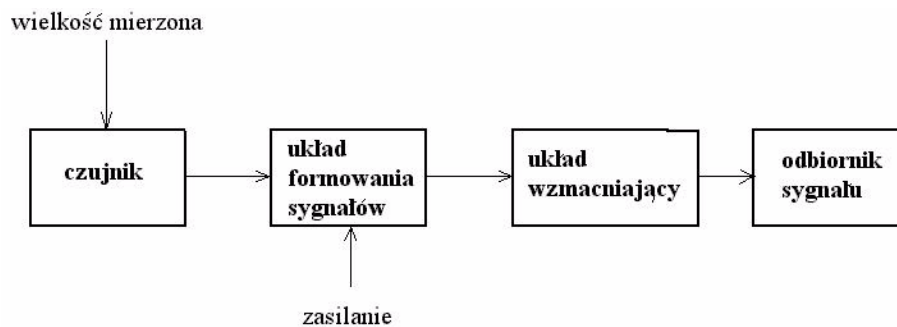 wielkość mierzona
czujnik
układ
formowania
sygnałów
układ
wzmacniający
odbiornik
sygnału
zasilanie